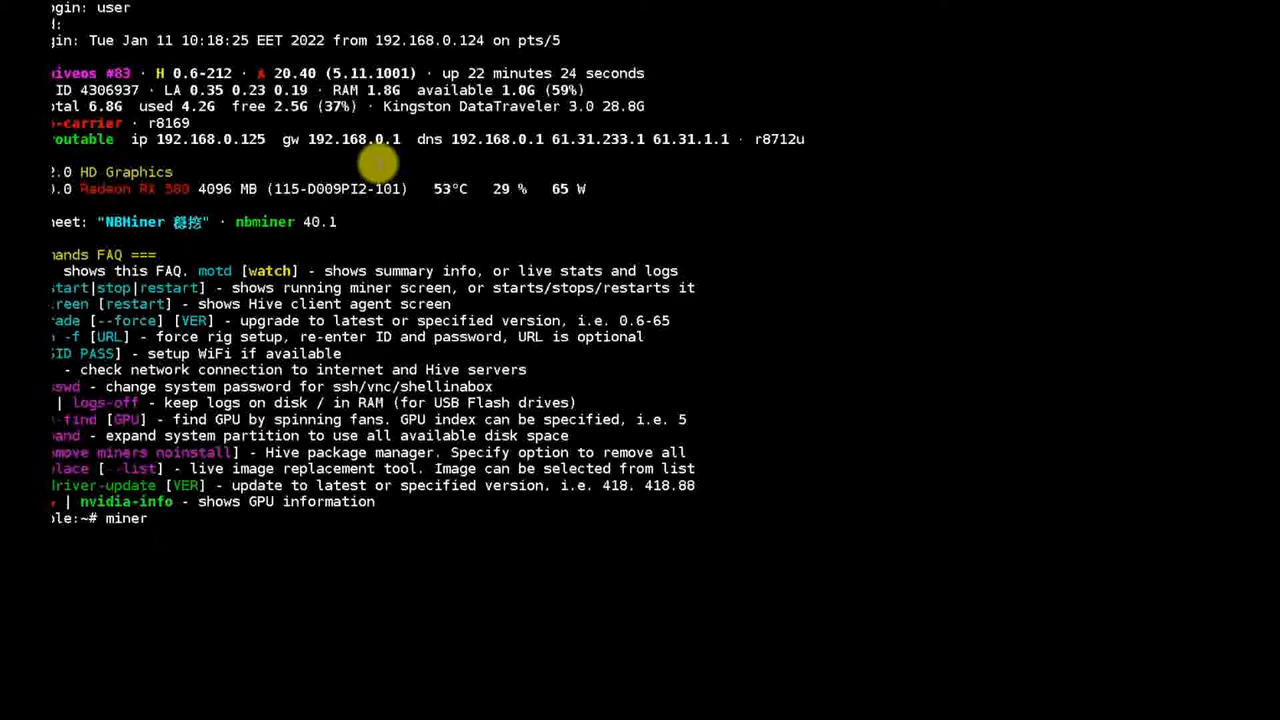 ogin: user
d:
gin: Tue Jan 11 10:18:25 EET 2022 from 192.168.0.124 on pts/5
iveos #83 · H 0.6-212 · A 20.40 (5.11.1001) · up 22 minutes 24 seconds
ID 4306937 · LA 0.35 0.23 0.19 · RAM 1.8G available 1.0G (59%)
otal 6.8G used 4.2G free 2.5G (37%) · Kingston DataTraveler 3.0 28.8G
-carrier · r8169
routable ip 192.168.0.125 gw 192.168.0.1 dns 192.168.0.1 61.31.233.1 61.31.1.1 · r8712u
2.0 HD Graphics
0.0 Radeon RX 580 4096 MB (115-D009PI2-101) 53°C 29 % 65 W
heet: "NBMiner 穩挖" · nbminer 40.1
mands FAQ ===
shows this FAQ. motd [watch] - shows summary info, or live stats and logs
start|stop|restart] - shows running miner screen, or starts/stops/restarts it
creen [restart] - shows Hive client agent screen
rade [--force] [VER] - upgrade to latest or specified version, i.e. 0.6-65
n -f [URL] - force rig setup, re-enter ID and password, URL is optional
SID PASS] - setup WiFi if available
- check network connection to internet and Hive servers
sswd - change system password for ssh/vnc/shellinabox
| logs-off - keep logs on disk / in RAM (for USB Flash drives)
-find [GPU] - find GPU by spinning fans. GPU index can be specified, i.e. 5
pand - expand system partition to use all available disk space
emove miners noinstall] - Hive package manager. Specify option to remove all
place [--list] - live image replacement tool. Image can be selected from list
driver-update [VER] - update to latest or specified version, i.e. 418, 418.88
| nvidia-info - shows GPU information
ole:~# miner